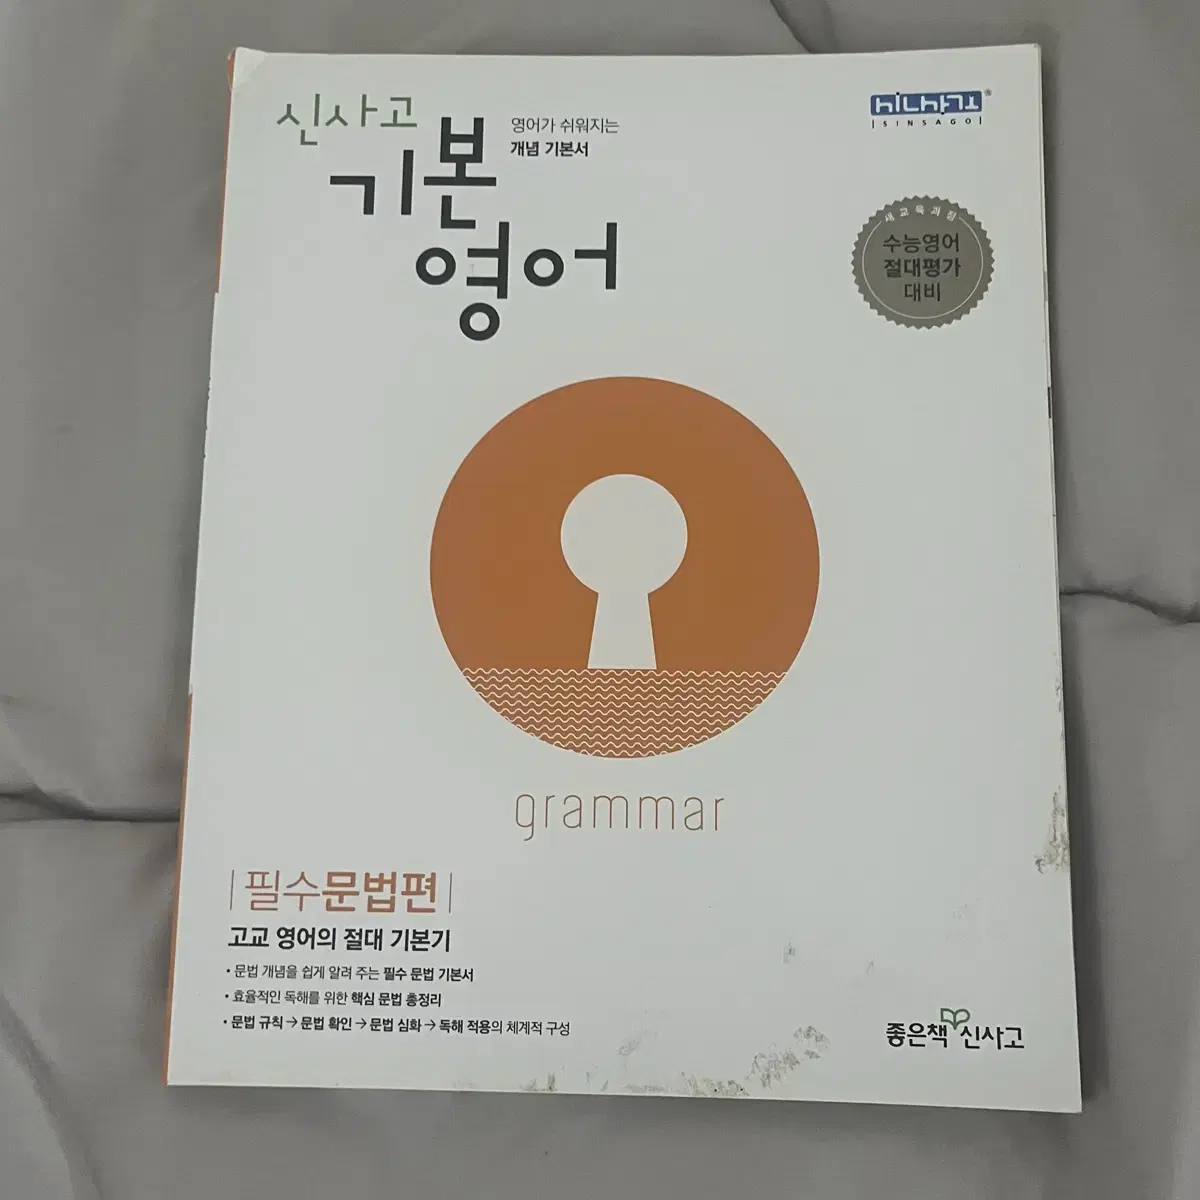 신사고
기본
영어
영어가 쉬워지는
개념 기본서
SINSAGO
새교육과정
수능영어
절대평가
대비
grammar
필수문법편
고교 영어의 절대 기본기
• 문법 개념을 쉽게 알려 주는 필수 문법 기본서
• 효율적인 독해를 위한 핵심 문법 총정리
• 문법 규칙 → 문법 확인 → 문법 심화 → 독해 적용의 체계적 구성
좋은책 신사고